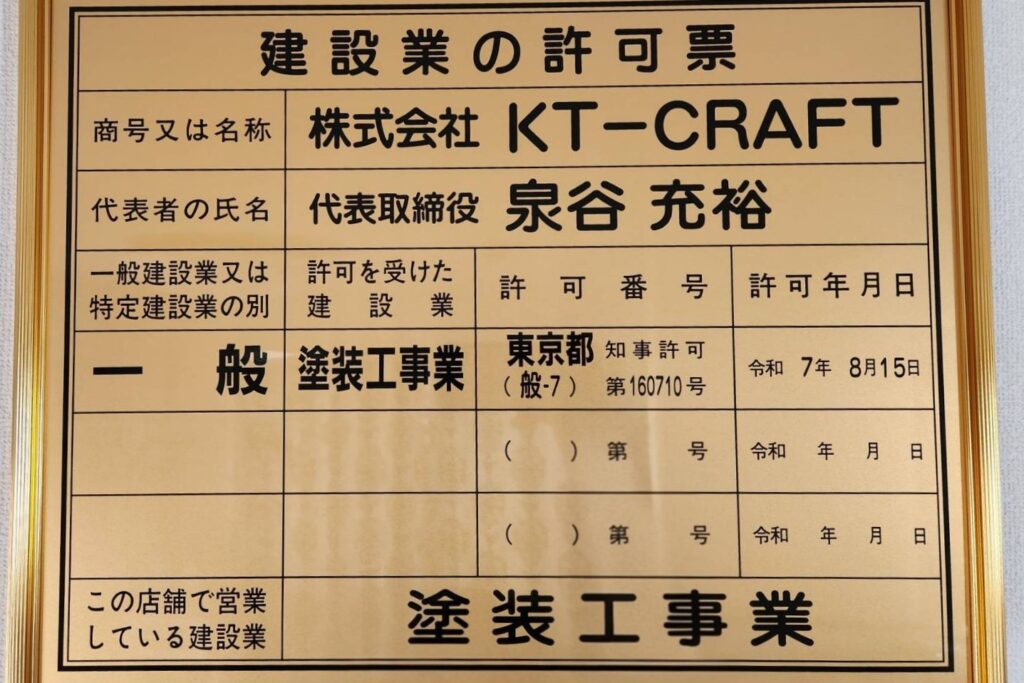 建設業の許可票
商号又は名称 株式会社 KT-CRAFT
代表者の氏名 代表取締役 泉谷 充裕
一般建設業又は
特定建設業の別
許可を受けた
建設業
許可番号
許可年月日
一般
塗装工事業
東京都 知事許可
(般-7) 第160710号
令和 7年 8月15日
( ) 第 号
令和 年 月 日
( ) 第 号
令和 年 月 日
この店舗で営業
している建設業
塗装工事業